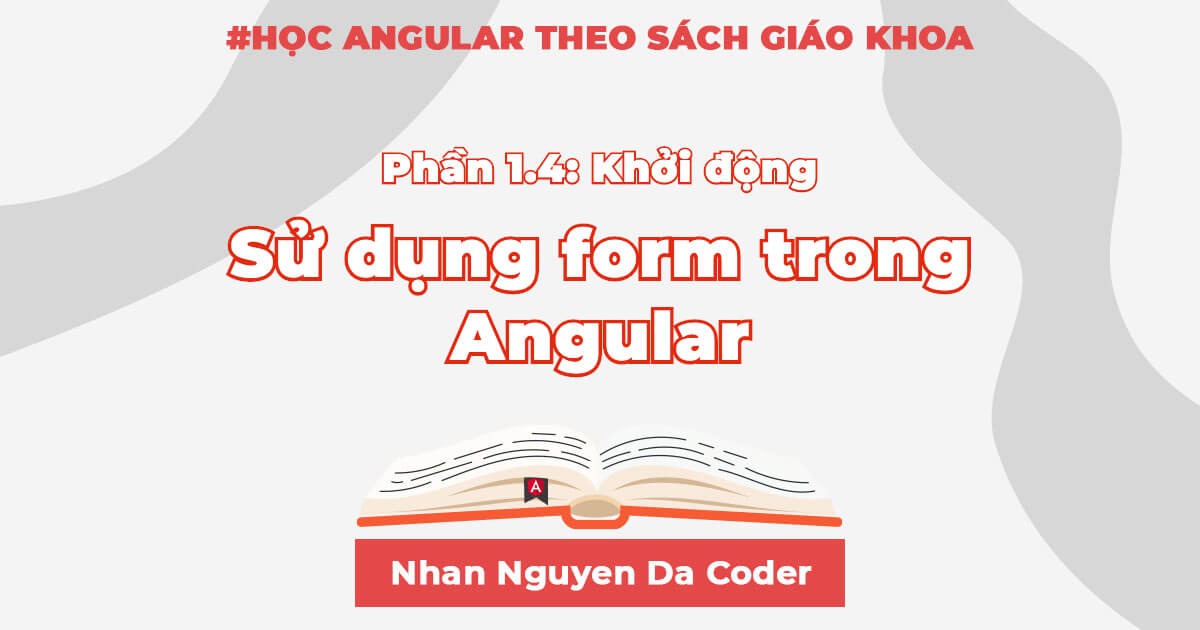 #HỌC ANGULAR THEO SÁCH GIÁO KHOA
Phần 1.4: Khởi động
Sử dụng form trong
Angular
A
Nhan Nguyen Da Coder